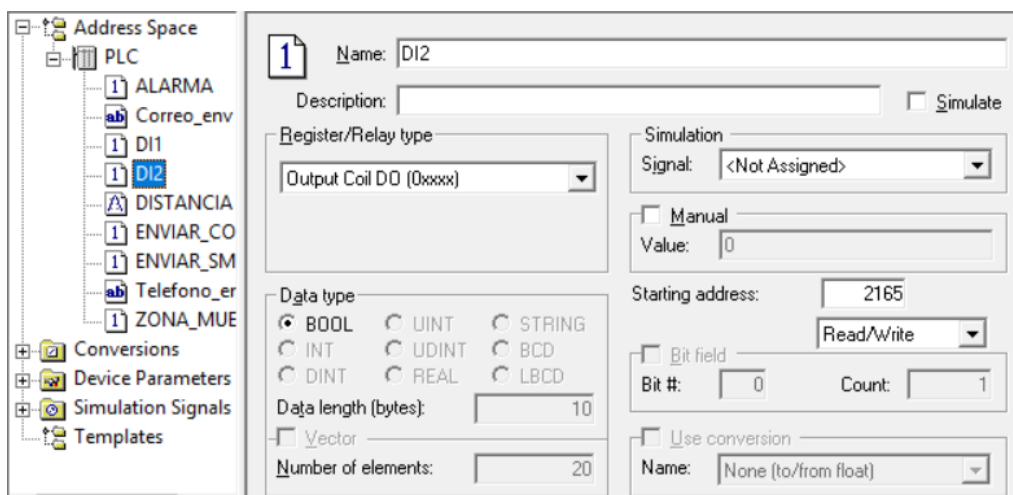 Address Space
PLC
ALARMA
Correo_env
DI1
DI2
DISTANCIA
ENVIAR_CO
ENVIAR_SM
Telefono_er
ZONA_MUE
Conversions
Device Parameters
Simulation Signals
Templates
Name: DI2
Description:
Simulate
Register/Relay type
Output Coil DO (0xxxx)
Simulation
Signal: <Not Assigned>
Manual
Value: 0
Data type
BOOL UINT STRING
INT UDINT BCD
DINT REAL LBCD
Data length (bytes): 10
Vector
Number of elements: 20
Starting address: 2165
Read/Write
Bit field
Bit #: 0 Count: 1
Use conversion
Name: None (to/from float)